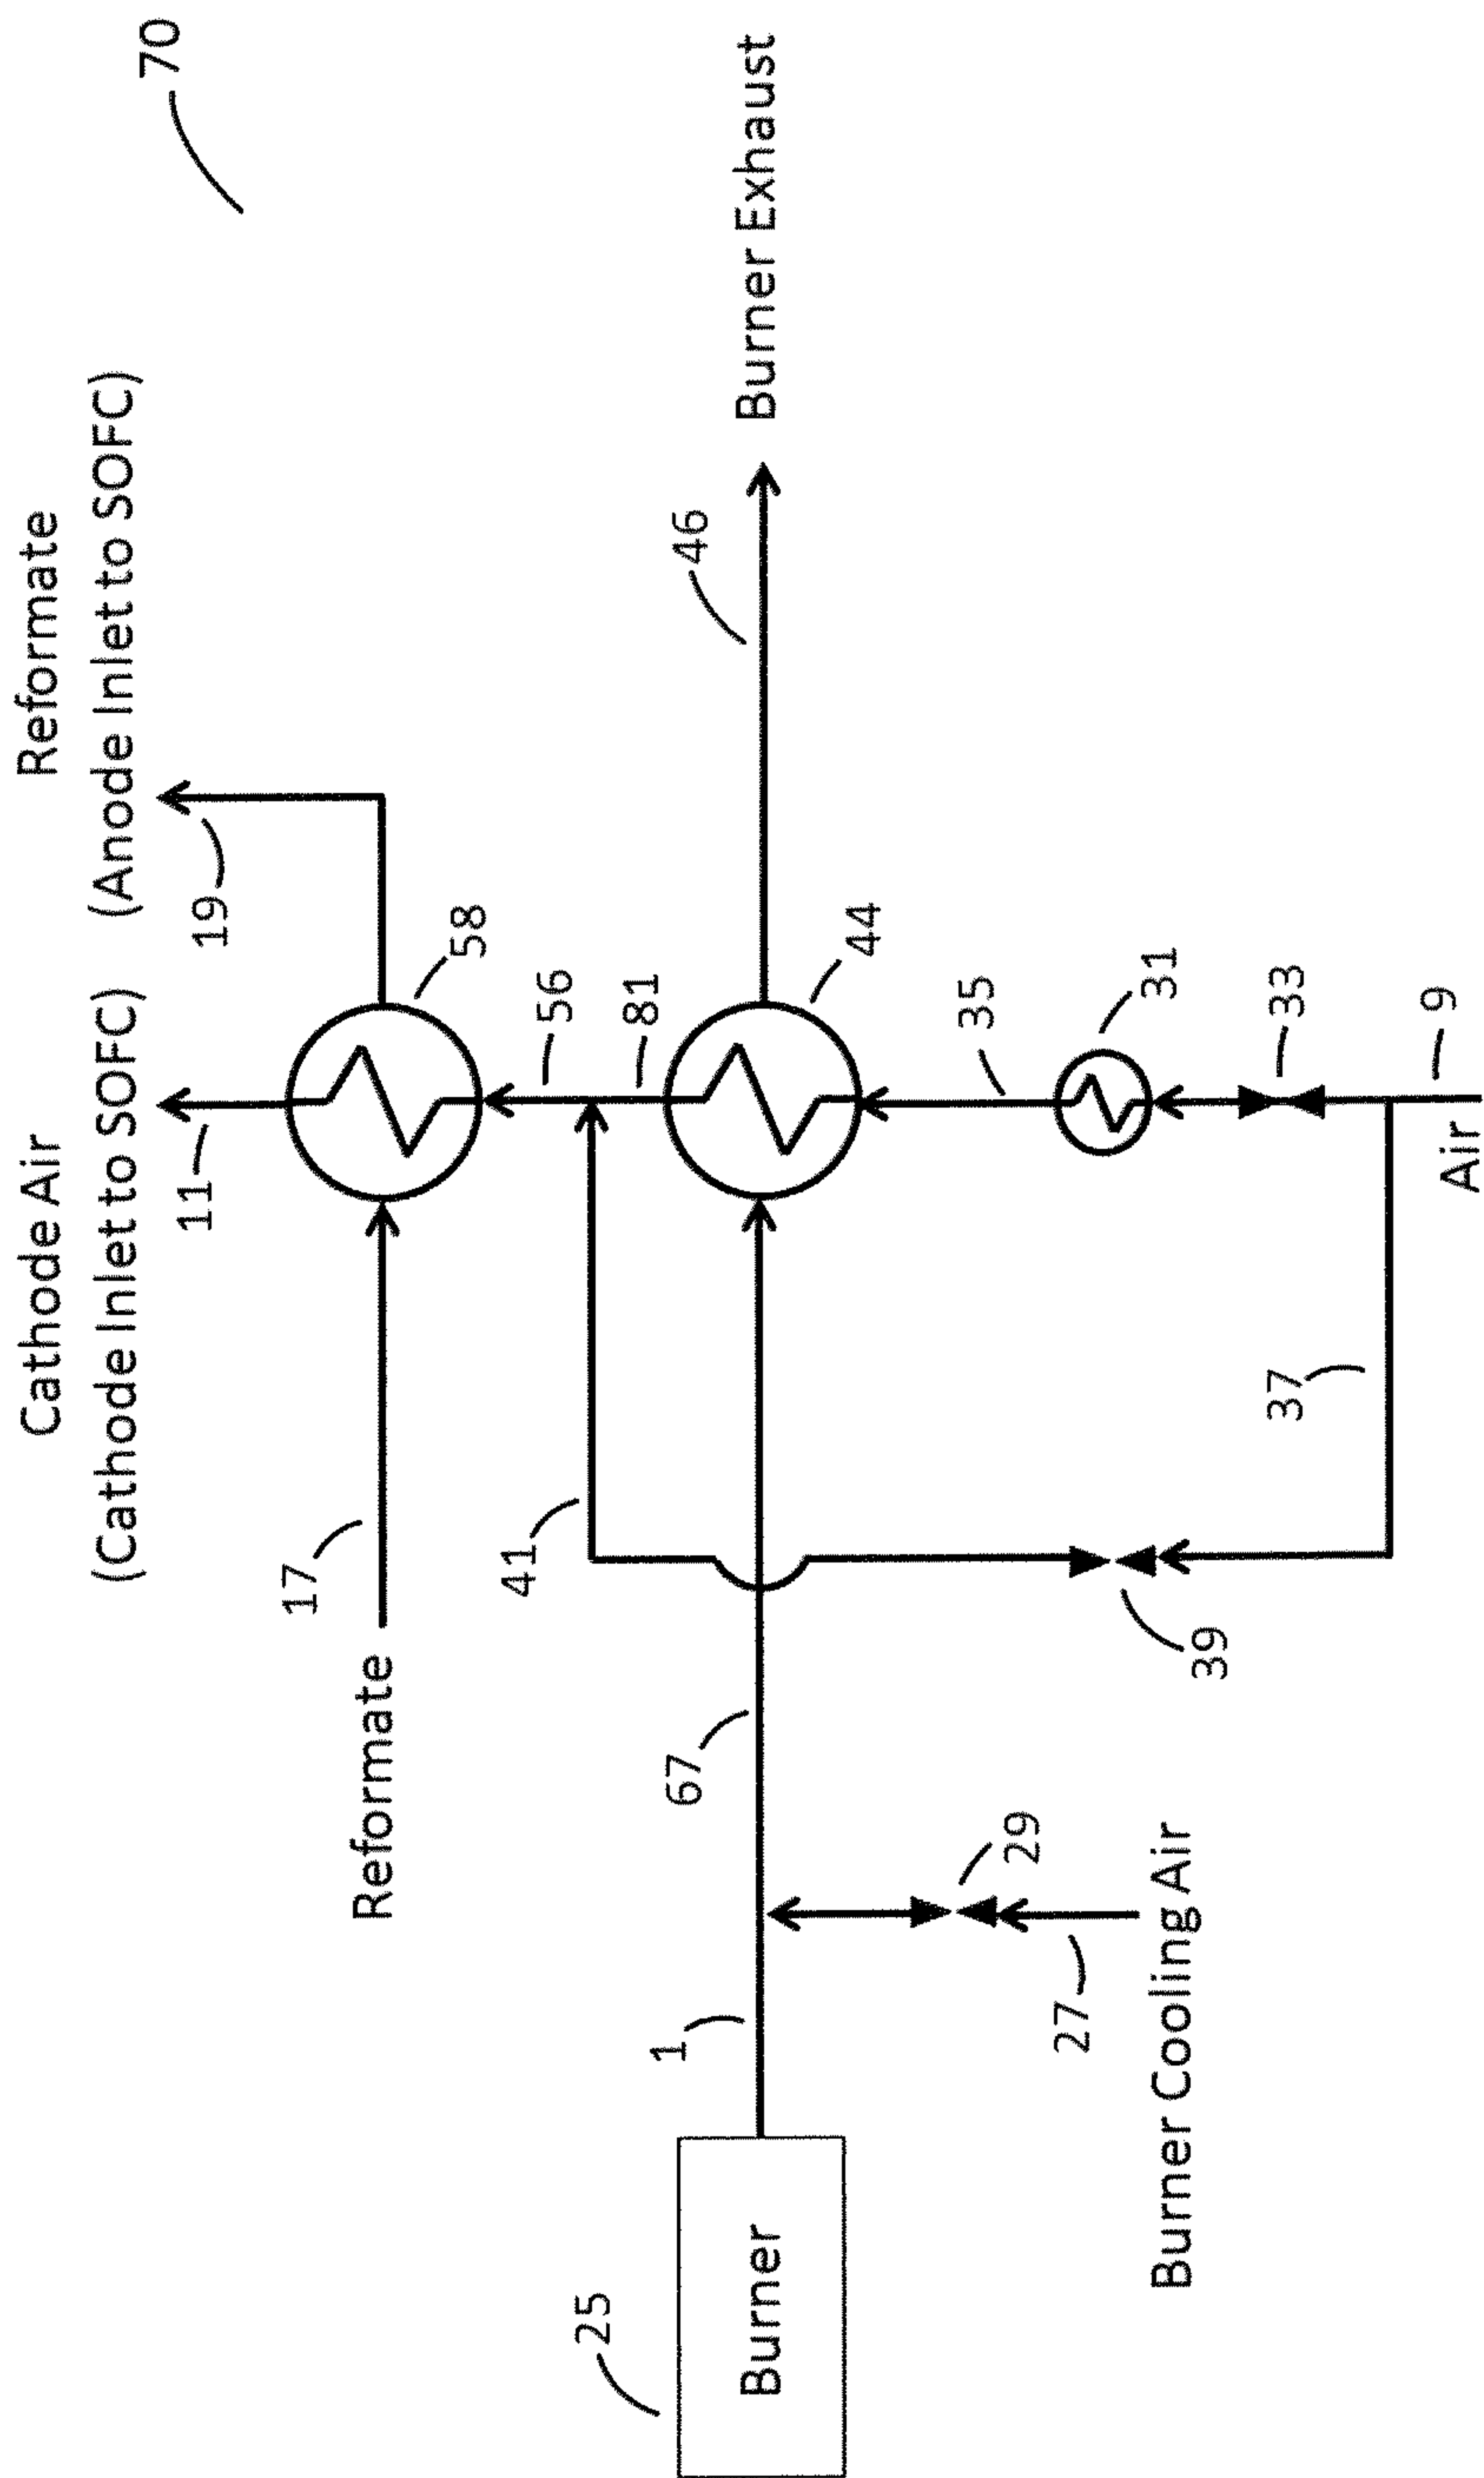 70
Cathode Air
(Cathode Inlet to SOFC)
Reformate
(Anode Inlet to SOFC)
11
19
17
Reformate
58
56
41
81
46
1
67
44
25
Burner
Burner Exhaust
35
29
39
31
27
33
37
Burner Cooling Air
9
Air